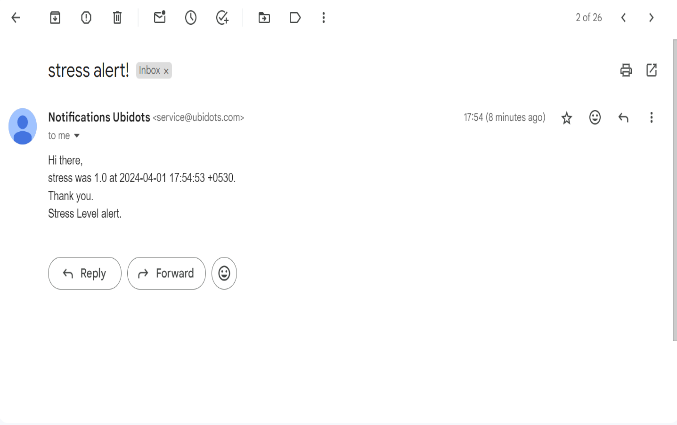 2 of 26
stress alert! Inbox x
Notifications Ubidots <service@ubidots.com> 17:54 (8 minutes ago)
to me
Hi there,
stress was 1.0 at 2024-04-01 17:54:53 +0530.
Thank you.
Stress Level alert.
Reply Forward